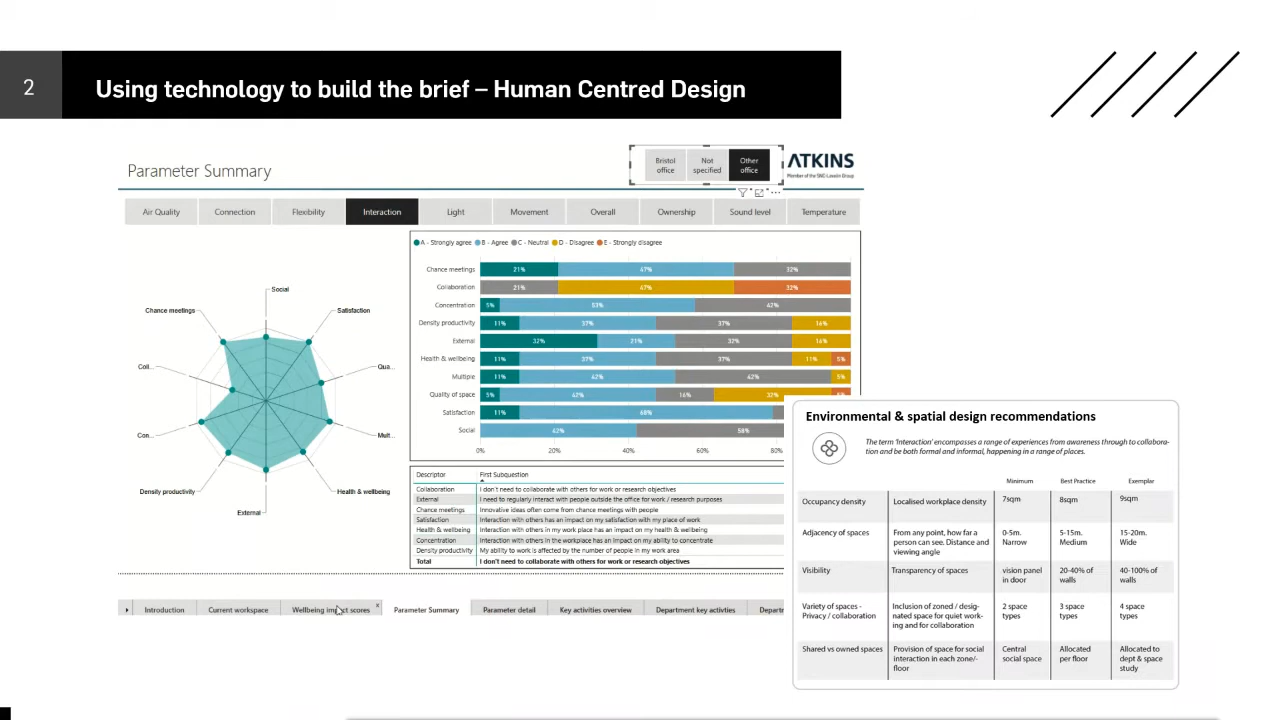 2
Using technology to build the brief – Human Centred Design
Parameter Summary
Bristol
office
Not
specified
Other
office
ATKINS
Member of the SNC-Lavalin Group
Air Quality
Connection
Flexibility
Interaction
Light
Movement
Overall
Ownership
Sound level
Temperature
Social
Chance meetings
Satisfaction
Coll...
Qua...
Con...
Mult...
Density productivity
Health & wellbeing
External
A - Strongly agree B - Agree C - Neutral D - Disagree E - Strongly disagree
Chance meetings 21% 47% 32%
Collaboration 21% 47% 32%
Concentration 5% 53% 42%
Density productivity 11% 37% 37% 16%
External 32% 21% 32% 16%
Health & wellbeing 11% 37% 37% 11% 5%
Multiple 11% 42% 42% 5%
Quality of space 5% 42% 16% 32%
Satisfaction 11% 68%
Social 42% 58%
0% 20% 40% 60% 80%
Descriptor First Subquestion
Collaboration I don't need to collaborate with others for work or research objectives
External I need to regularly interact with people outside the office for work / research purposes
Chance meetings Innovative ideas often come from chance meetings with people
Satisfaction Interaction with others has an impact on my satisfaction with my place of work
Health & wellbeing Interaction with others in my work place has an impact on my health & wellbeing
Concentration Interaction with others in the workplace has an impact on my ability to concentrate
Density productivity My ability to work is affected by the number of people in my work area
Total I don't need to collaborate with others for work or research objectives
Introduction
Current workspace
Wellbeing impact scores
Parameter Summary
Parameter detail
Key activities overview
Department key activties
Departn
Environmental & spatial design recommendations
The term 'Interaction' encompasses a range of experiences from awareness through to collabora-
tion and be both formal and informal, happening in a range of places.
Minimum Best Practice Exemplar
Occupancy density Localised workplace density 7sqm 8sqm 9sqm
Adjacency of spaces From any point, how far a 0-5m. 5-15m. 15-20m.
person can see. Distance and Narrow Medium Wide
viewing angle
Visibility Transparency of spaces vision panel 20-40% of 40-100% of
in door walls walls
Variety of spaces - Inclusion of zoned / desig- 2 space 3 space 4 space
Privacy / collaboration nated space for quiet work- types types types
ing and for collaboration
Shared vs owned spaces Provision of space for social Central Allocated Allocated to
interaction in each zone/- social space per floor dept & space
floor study